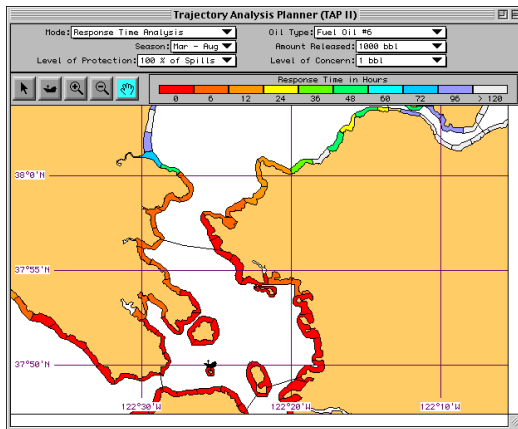 Trajectory Analysis Planner (TAP II)
Mode: Response Time Analysis Oil Type: Fuel Oil #6
Season: Mar - Aug Amount Released: 1000 bbl
Level of Protection: 100 % of Spills Level of Concern: 1 bbl
Response Time in Hours
0 6 12 24 36 48 60 72 96 > 120
38°0'N
37°55'N
37°50'N
122°30'W 122°20'W 122°10'W